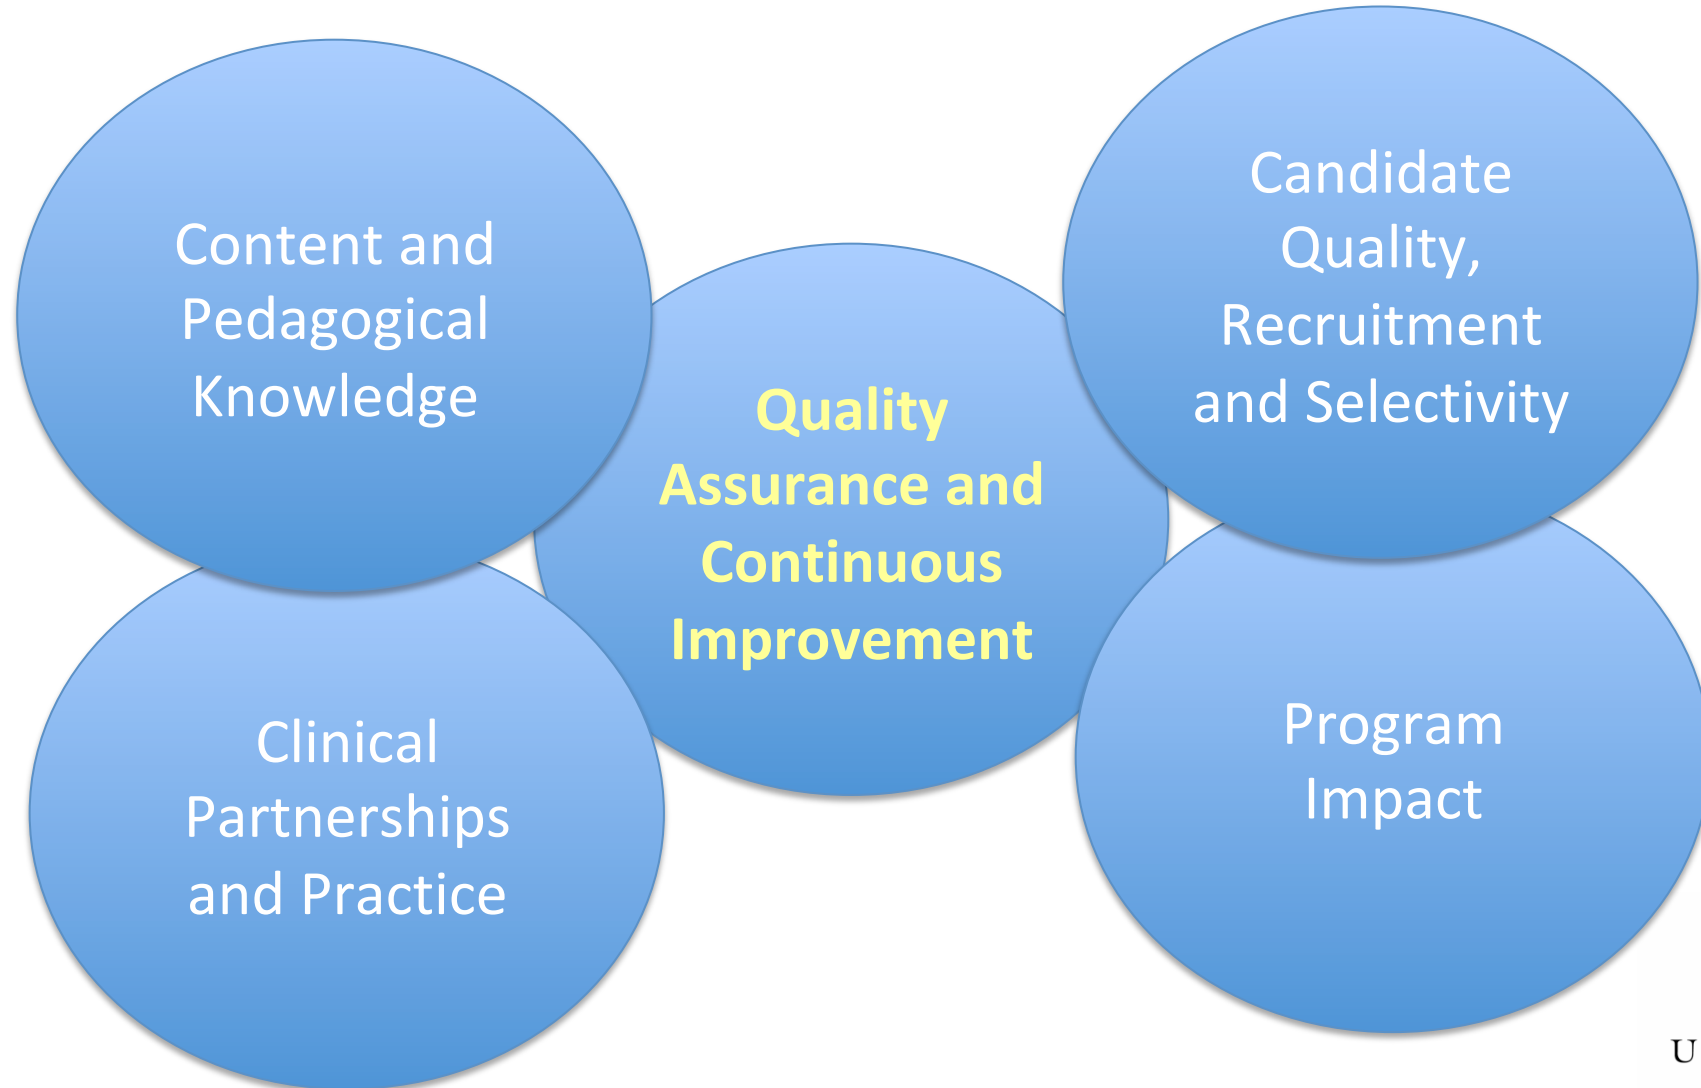 Content and
Pedagogical
Knowledge
Candidate
Quality,
Recruitment
and Selectivity
Quality
Assurance and
Continuous
Improvement
Clinical
Partnerships
and Practice
Program
Impact
U